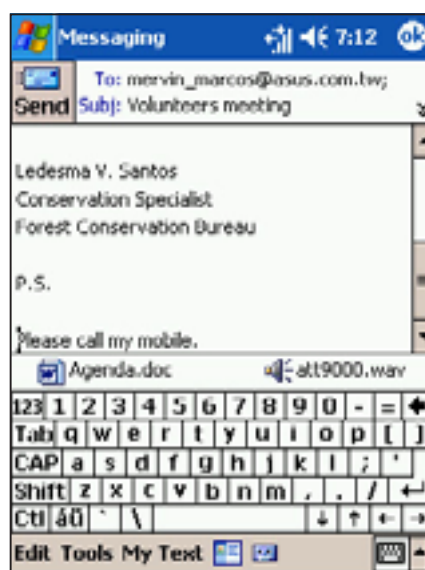 Messaging 7:12 ok
Send
To: mervin_marcos@asus.com.tw;
Subj: Volunteers meeting
Ledesma V. Santos
Conservation Specialist
Forest Conservation Bureau
P.S.
Please call my mobile.
Agenda.doc att9000.wav
123 1 2 3 4 5 6 7 8 9 0 - =
Tab q w e r t y u i o p [ ]
CAP a s d f g h j k l ; '
Shift z x c v b n m , . /
Ctl áü ` \
Edit Tools My Text